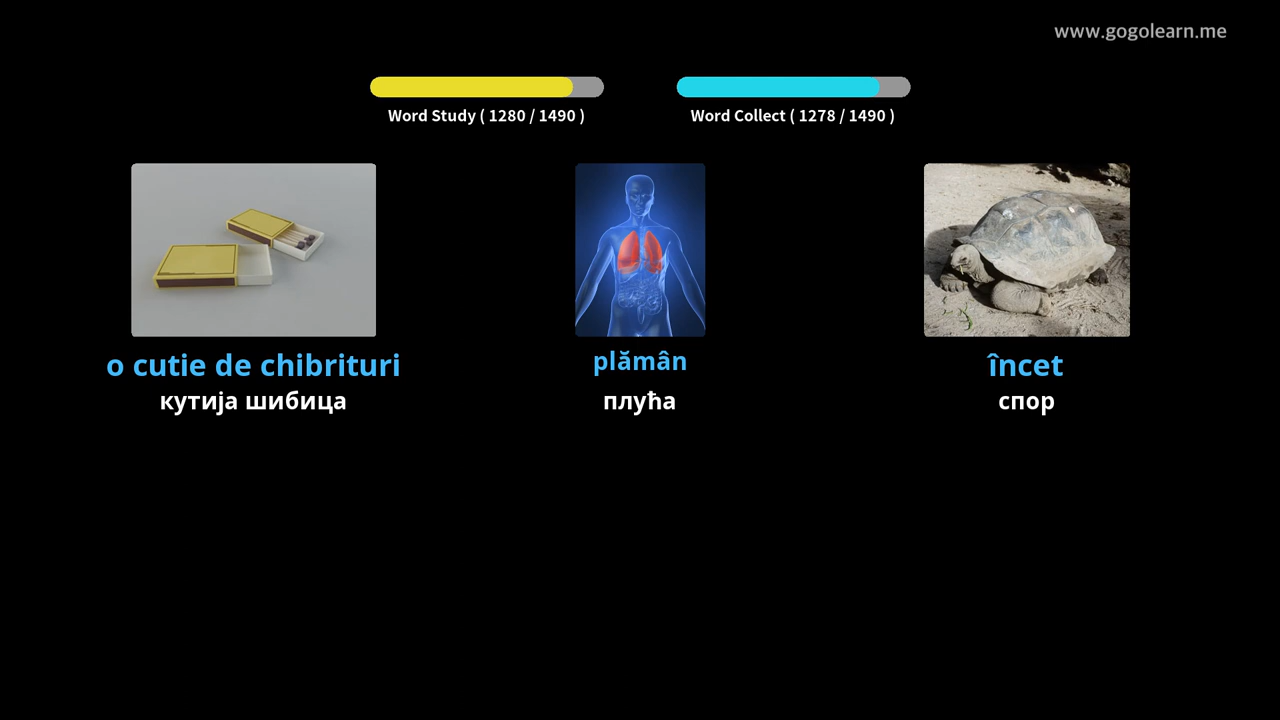 www.gogolearn.me
Word Study ( 1280 / 1490 )
Word Collect ( 1278 / 1490 )
o cutie de chibrituri
кутија шибица
plămân
плућа
încet
спор